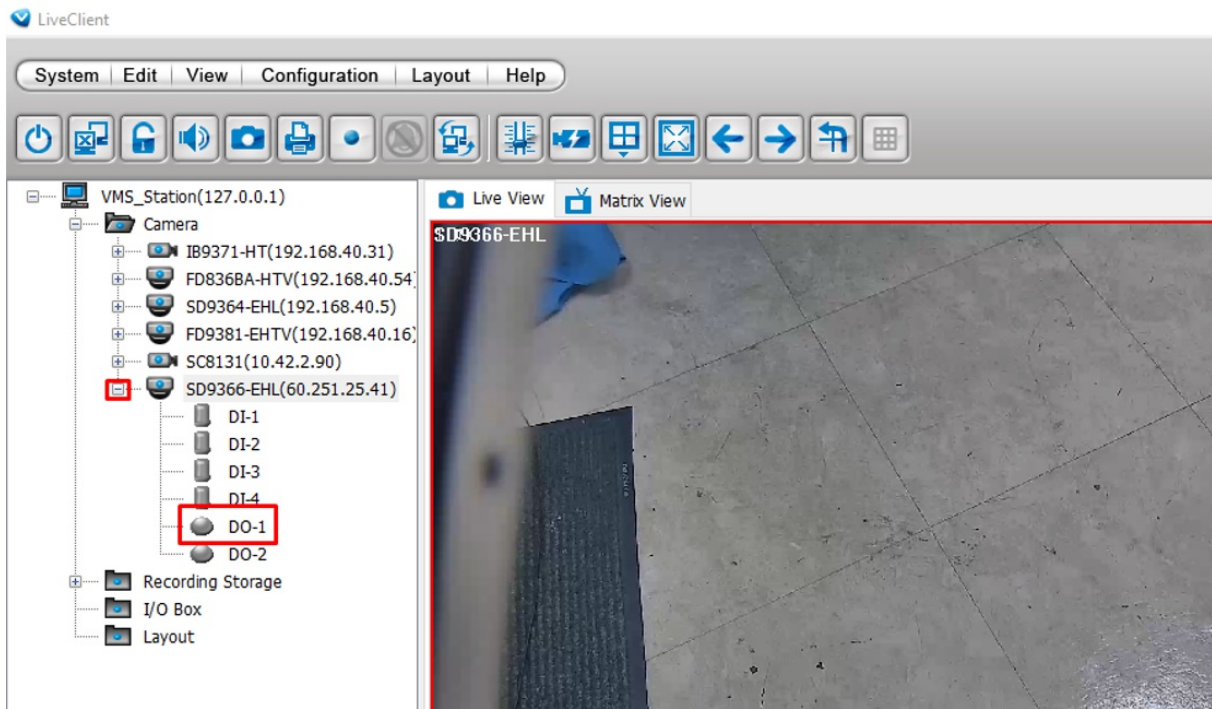 LiveClient
System Edit View Configuration Layout Help
VMS_Station(127.0.0.1)
Camera
IB9371-HT(192.168.40.31)
FD836BA-HTV(192.168.40.54
SD9364-EHL(192.168.40.5)
FD9381-EHTV(192.168.40.16)
SC8131(10.42.2.90)
SD9366-EHL(60.251.25.41)
DI-1
DI-2
DI-3
DI-4
DO-1
DO-2
Recording Storage
I/O Box
Layout
Live View Matrix View
SD9366-EHL